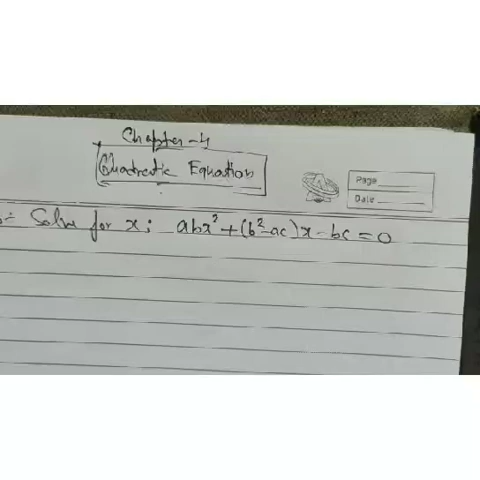 Chapter-4
Quadratic Equation
Page
Date
:- Solve for x; abx²+(b²-ac)x-bc=0